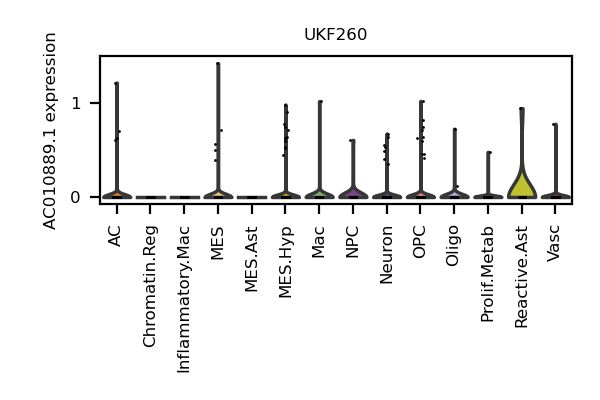 UKF260
AC010889.1 expression
1
0
AC
Chromatin.Reg
Inflammatory.Mac
MES
MES.Ast
MES.Hyp
Mac
NPC
Neuron
OPC
Oligo
Prolif.Metab
Reactive.Ast
Vasc